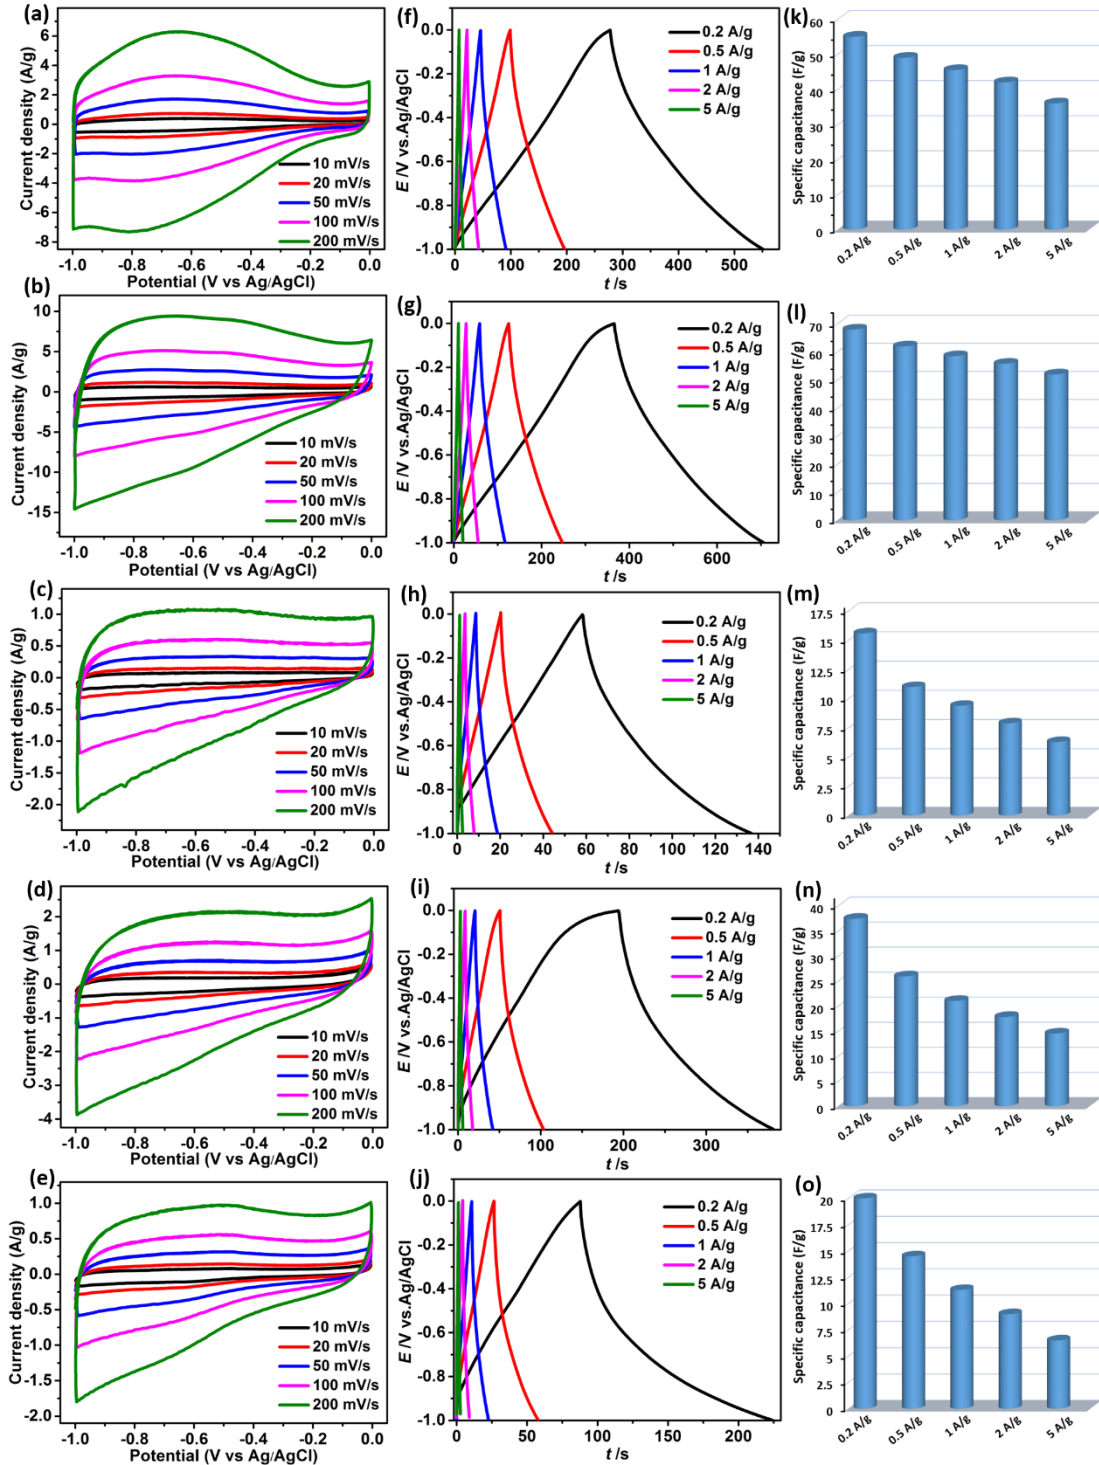 (a)
Current density (A/g)
8
6
4
2
0
-2
-4
-6
-8
10 mV/s
20 mV/s
50 mV/s
100 mV/s
200 mV/s
-1.0 -0.8 -0.6 -0.4 -0.2 0.0
Potential (V vs Ag/AgCl)
(f)
E /V vs.Ag/AgCl
0.0
-0.2
-0.4
-0.6
-0.8
-1.0
0.2 A/g
0.5 A/g
1 A/g
2 A/g
5 A/g
0 100 200 300 400 500
t /s
(k)
Specific capacitance (F/g)
60
50
40
30
20
10
0
0.2 A/g 0.5 A/g 1 A/g 2 A/g 5 A/g
(b)
Current density (A/g)
10
5
0
-5
-10
-15
10 mV/s
20 mV/s
50 mV/s
100 mV/s
200 mV/s
-1.0 -0.8 -0.6 -0.4 -0.2 0.0
Potential (V vs Ag/AgCl)
(g)
E /V vs.Ag/AgCl
0.0
-0.2
-0.4
-0.6
-0.8
-1.0
0.2 A/g
0.5 A/g
1 A/g
2 A/g
5 A/g
0 200 400 600
t /s
(l)
Specific capacitance (F/g)
70
60
50
40
30
20
10
0
0.2 A/g 0.5 A/g 1 A/g 2 A/g 5 A/g
(c)
Current density (A/g)
1.0
0.5
0.0
-0.5
-1.0
-1.5
-2.0
10 mV/s
20 mV/s
50 mV/s
100 mV/s
200 mV/s
-1.0 -0.8 -0.6 -0.4 -0.2 0.0
Potential (V vs Ag/AgCl)
(h)
E /V vs.Ag/AgCl
0.0
-0.2
-0.4
-0.6
-0.8
-1.0
0.2 A/g
0.5 A/g
1 A/g
2 A/g
5 A/g
0 20 40 60 80 100 120 140
t /s
(m)
Specific capacitance (F/g)
17.5
15
12.5
10
7.5
5
2.5
0
0.2 A/g 0.5 A/g 1 A/g 2 A/g 5 A/g
(d)
Current density (A/g)
2
1
0
-1
-2
-3
-4
10 mV/s
20 mV/s
50 mV/s
100 mV/s
200 mV/s
-1.0 -0.8 -0.6 -0.4 -0.2 0.0
Potential (V vs Ag/AgCl)
(i)
E /V vs.Ag/AgCl
0.0
-0.2
-0.4
-0.6
-0.8
-1.0
0.2 A/g
0.5 A/g
1 A/g
2 A/g
5 A/g
0 100 200 300
t /s
(n)
Specific capacitance (F/g)
40
35
30
25
20
15
10
5
0
0.2 A/g 0.5 A/g 1 A/g 2 A/g 5 A/g
(e)
Current density (A/g)
1.0
0.5
0.0
-0.5
-1.0
-1.5
-2.0
10 mV/s
20 mV/s
50 mV/s
100 mV/s
200 mV/s
-1.0 -0.8 -0.6 -0.4 -0.2 0.0
Potential (V vs Ag/AgCl)
(j)
E /V vs.Ag/AgCl
0.0
-0.2
-0.4
-0.6
-0.8
-1.0
0.2 A/g
0.5 A/g
1 A/g
2 A/g
5 A/g
0 50 100 150 200
t /s
(o)
Specific capacitance (F/g)
20
17.5
15
12.5
10
7.5
5
2.5
0
0.2 A/g 0.5 A/g 1 A/g 2 A/g 5 A/g